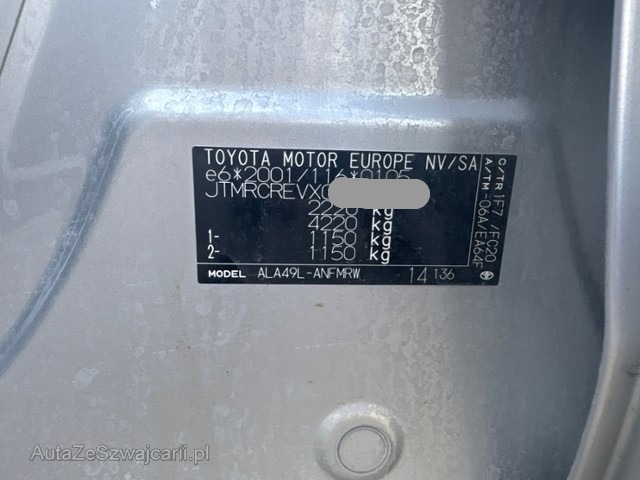 TOYOTA MOTOR EUROPE NV/SA
e6*2001/116*0105
JTMRCREVX0
2220 kg
4220 kg
1- 1150 kg
2- 1150 kg
MODEL ALA49L-ANFMRW 14 136
C/TR 1F7 /FC20
A/TM -06A/EA64F
AutaZeSzwajcarii.pl